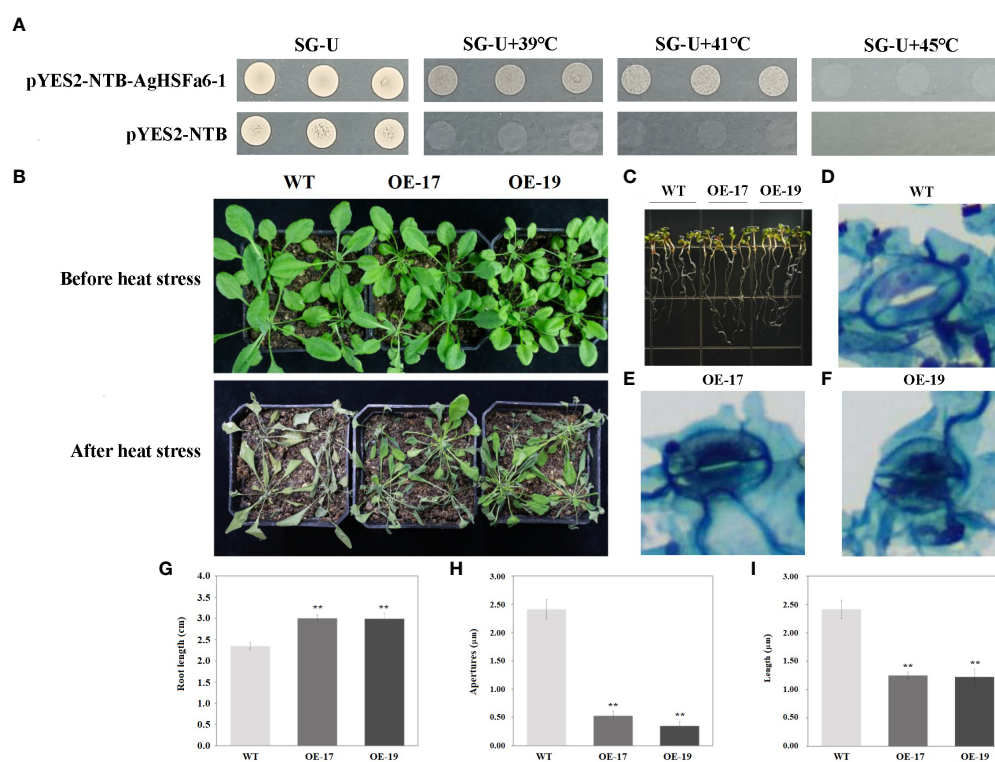 A
SG-U SG-U+39°C SG-U+41°C SG-U+45°C
pYES2-NTB-AgHSFa6-1
pYES2-NTB
B WT OE-17 OE-19
Before heat stress
After heat stress
C WT OE-17 OE-19
D WT
E OE-17
F OE-19
G
4.0
3.5
3.0
2.5
2.0
1.5
1.0
0.5
0.0
Root length (cm)
** **
WT OE-17 OE-19
H
3.00
2.50
2.00
1.50
1.00
0.50
0.00
Apertures (μm)
** **
WT OE-17 OE-19
I
3.00
2.50
2.00
1.50
1.00
0.50
0.00
Length (μm)
** **
WT OE-17 OE-19